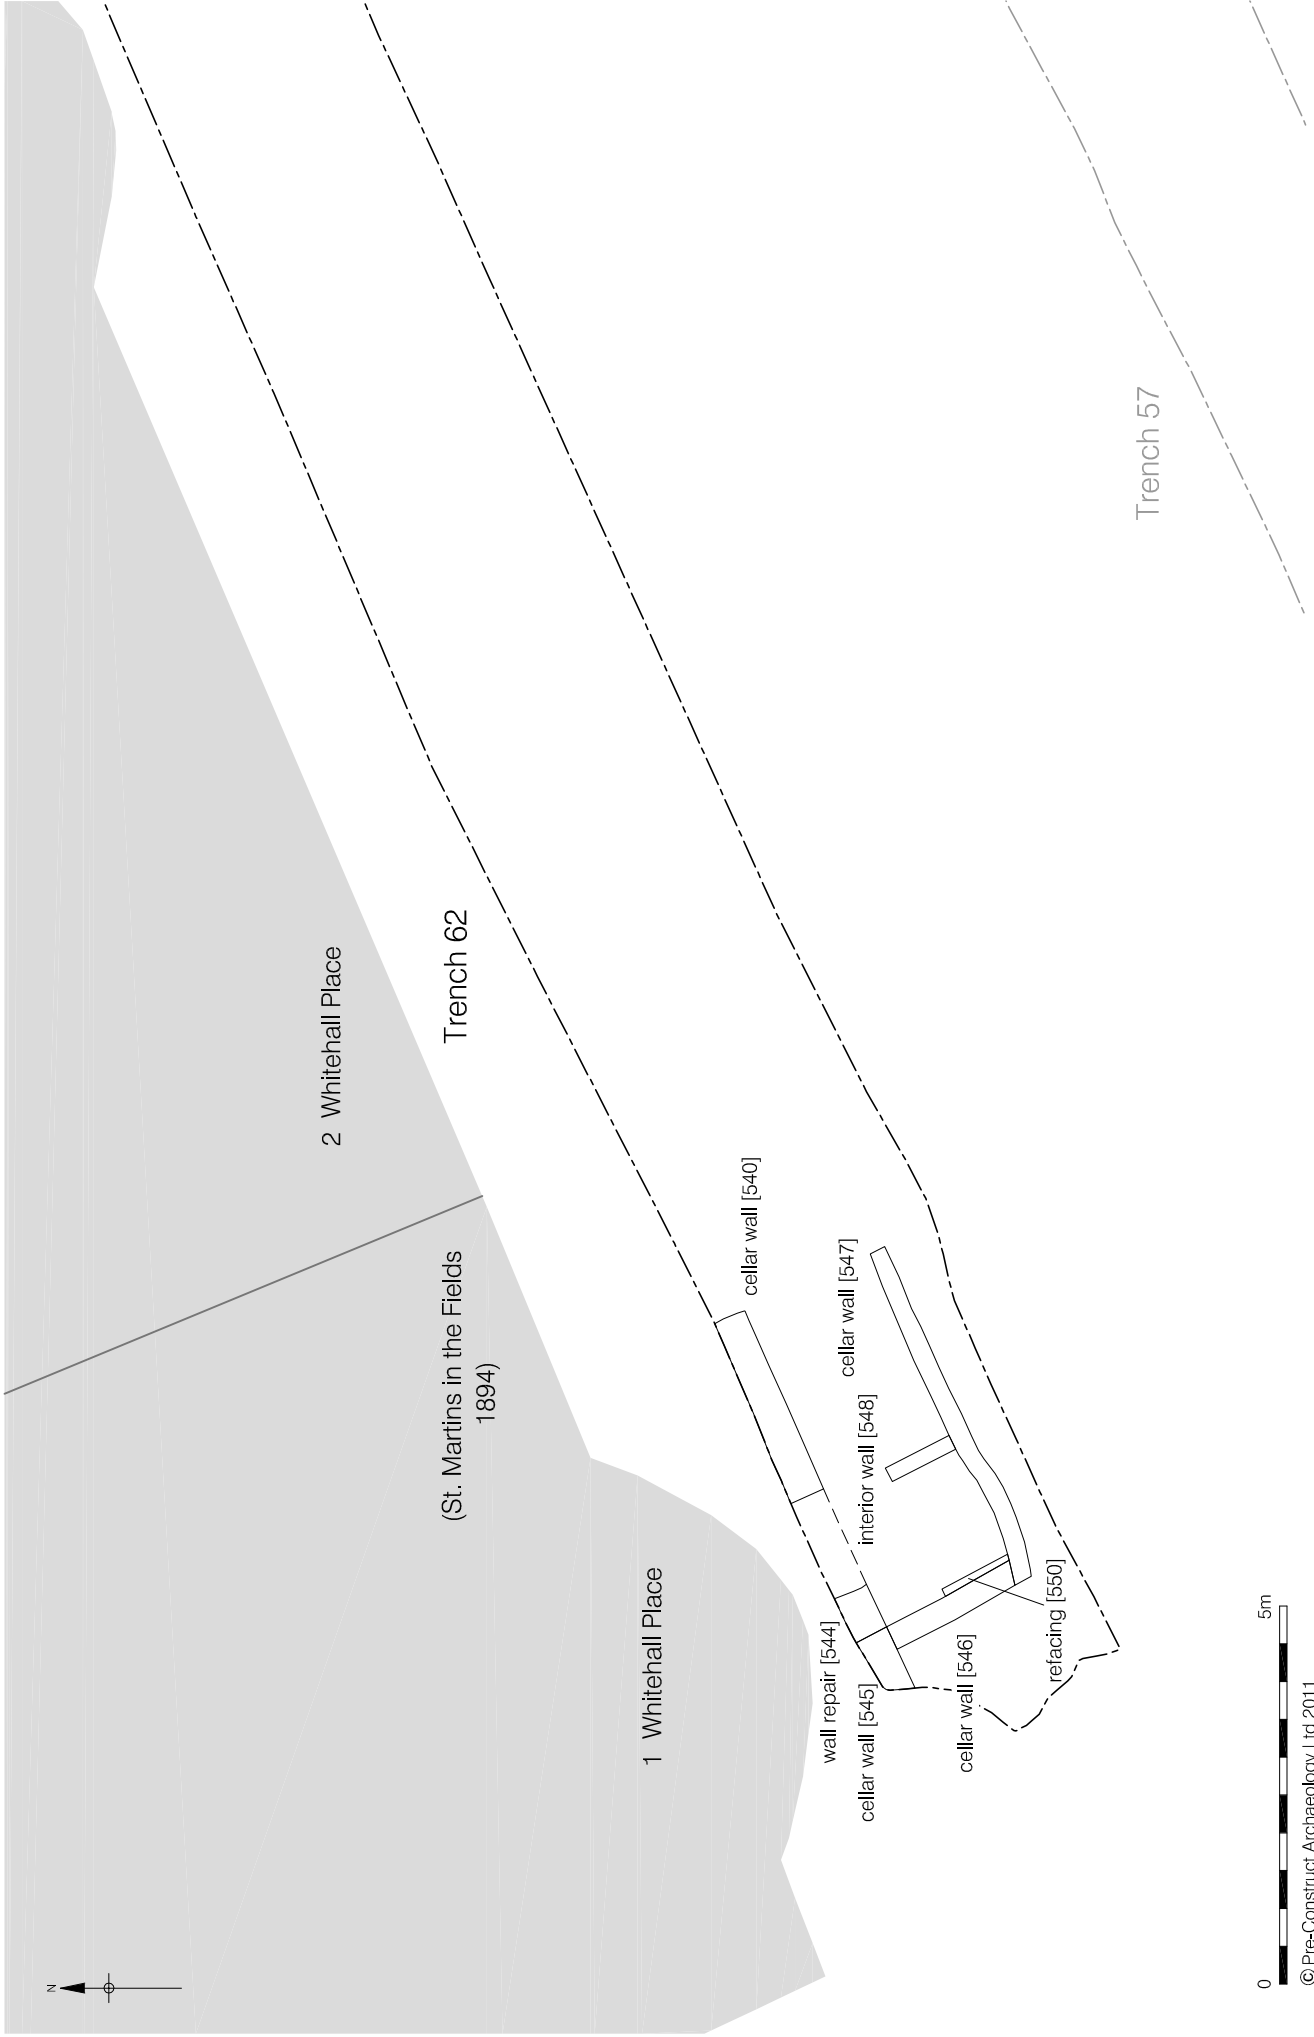 N
2 Whitehall Place
Trench 62
(St. Martins in the Fields
1894)
1 Whitehall Place
cellar wall [540]
cellar wall [547]
interior wall [548]
wall repair [544]
cellar wall [545]
cellar wall [546]
refacing [550]
Trench 57
0
5m
© Pre-Construct Archaeology Ltd 2011